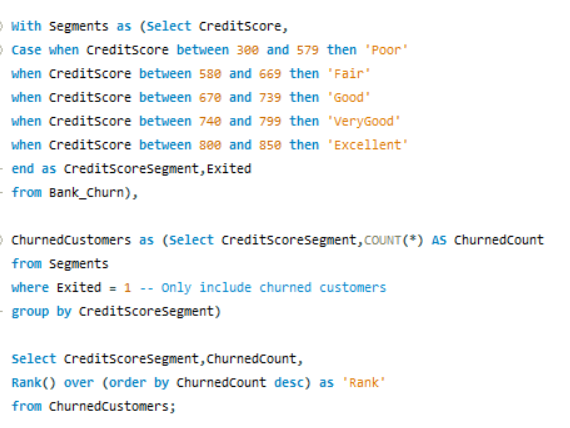 With Segments as (Select CreditScore,
Case when CreditScore between 300 and 579 then 'Poor'
when CreditScore between 580 and 669 then 'Fair'
when CreditScore between 670 and 739 then 'Good'
when CreditScore between 740 and 799 then 'VeryGood'
when CreditScore between 800 and 850 then 'Excellent'
end as CreditScoreSegment,Exited
from Bank_Churn),
ChurnedCustomers as (Select CreditScoreSegment,COUNT(*) AS ChurnedCount
from Segments
where Exited = 1 -- Only include churned customers
group by CreditScoreSegment)
Select CreditScoreSegment,ChurnedCount,
Rank() over (order by ChurnedCount desc) as 'Rank'
from ChurnedCustomers;